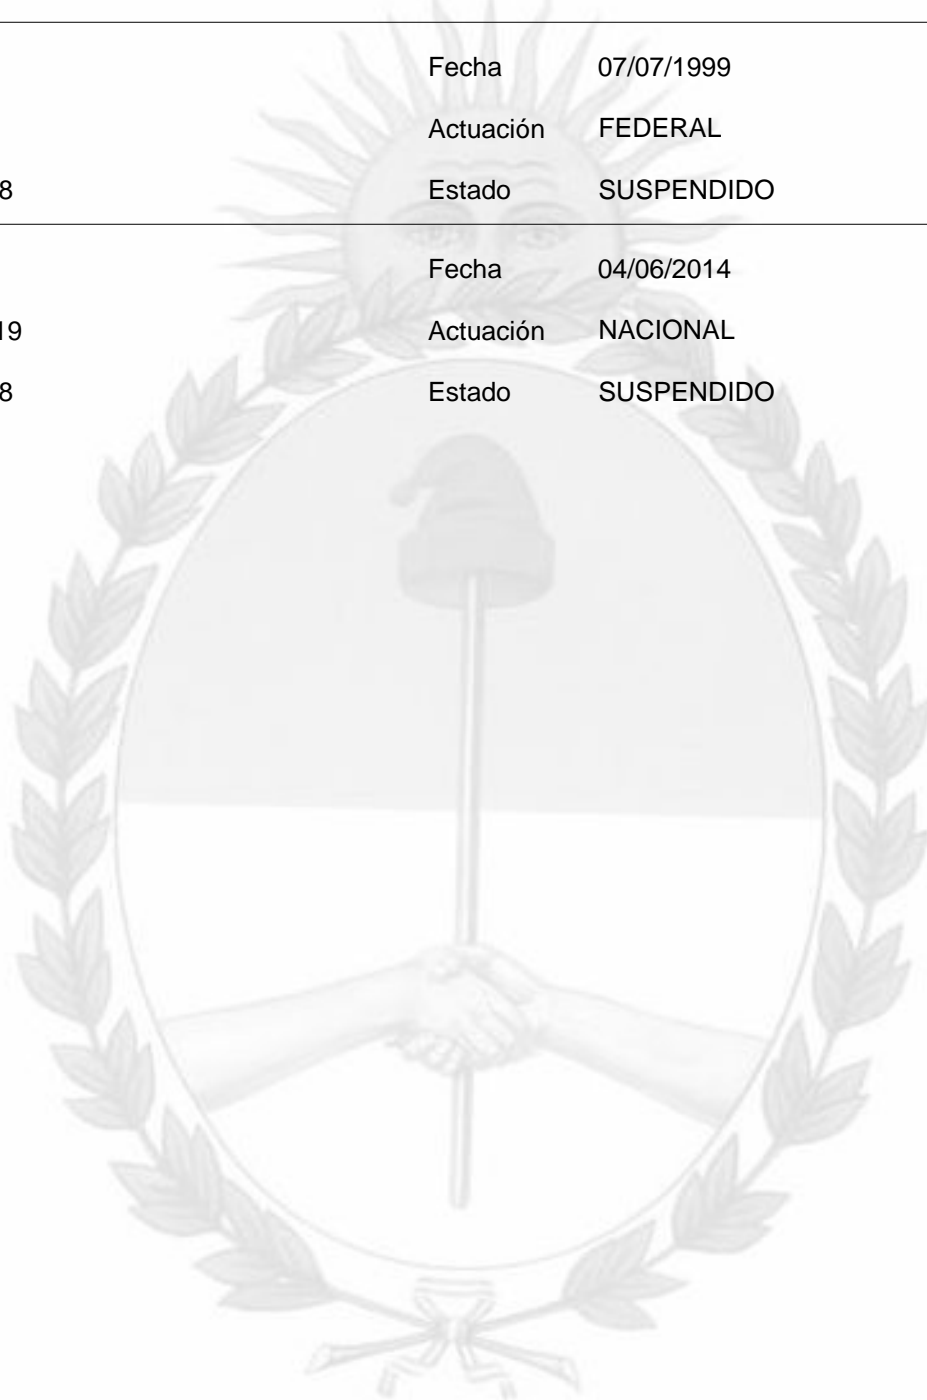 Fecha 07/07/1999
Actuación FEDERAL
8 Estado SUSPENDIDO
Fecha 04/06/2014
19 Actuación NACIONAL
8 Estado SUSPENDIDO